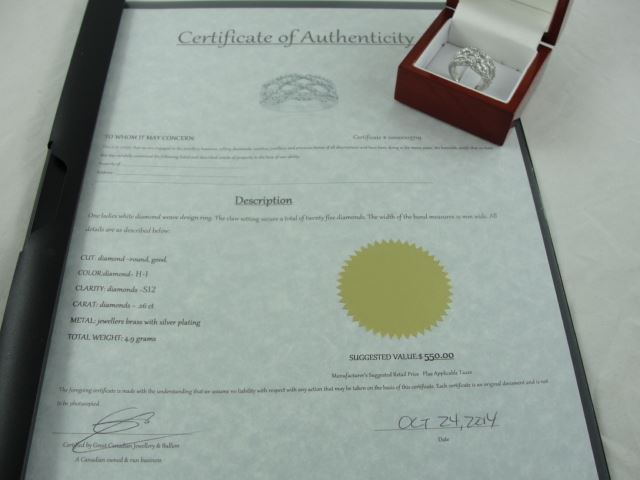 Certificate of Authenticity
TO WHOM IT MAY CONCERN
Certificate #
Property of
Address
Description
One ladies white diamond weave design ring. The claw setting secure a total of twenty five diamonds. The width of the band measures 11 mm wide. All
details are as described below:
CUT: diamond -round, good
COLOR:diamond- H-I
CLARITY: diamonds -SI2
CARAT: diamonds - .26 ct
METAL: jewellers brass with silver plating
TOTAL WEIGHT: 4.9 grams
SUGGESTED VALUE:$ 550.00
Manufacturer's Suggested Retail Price - Plus Applicable Taxes
The foregoing certificate is made with the understanding that we assume no liability with respect with any action that may be taken on the basis of this certificate. Each certificate is an original document and is not
to be photocopied.
OCT 24, 2214
Certified by Great Canadian Jewellery & Bullion
Date
A Canadian owned & run business